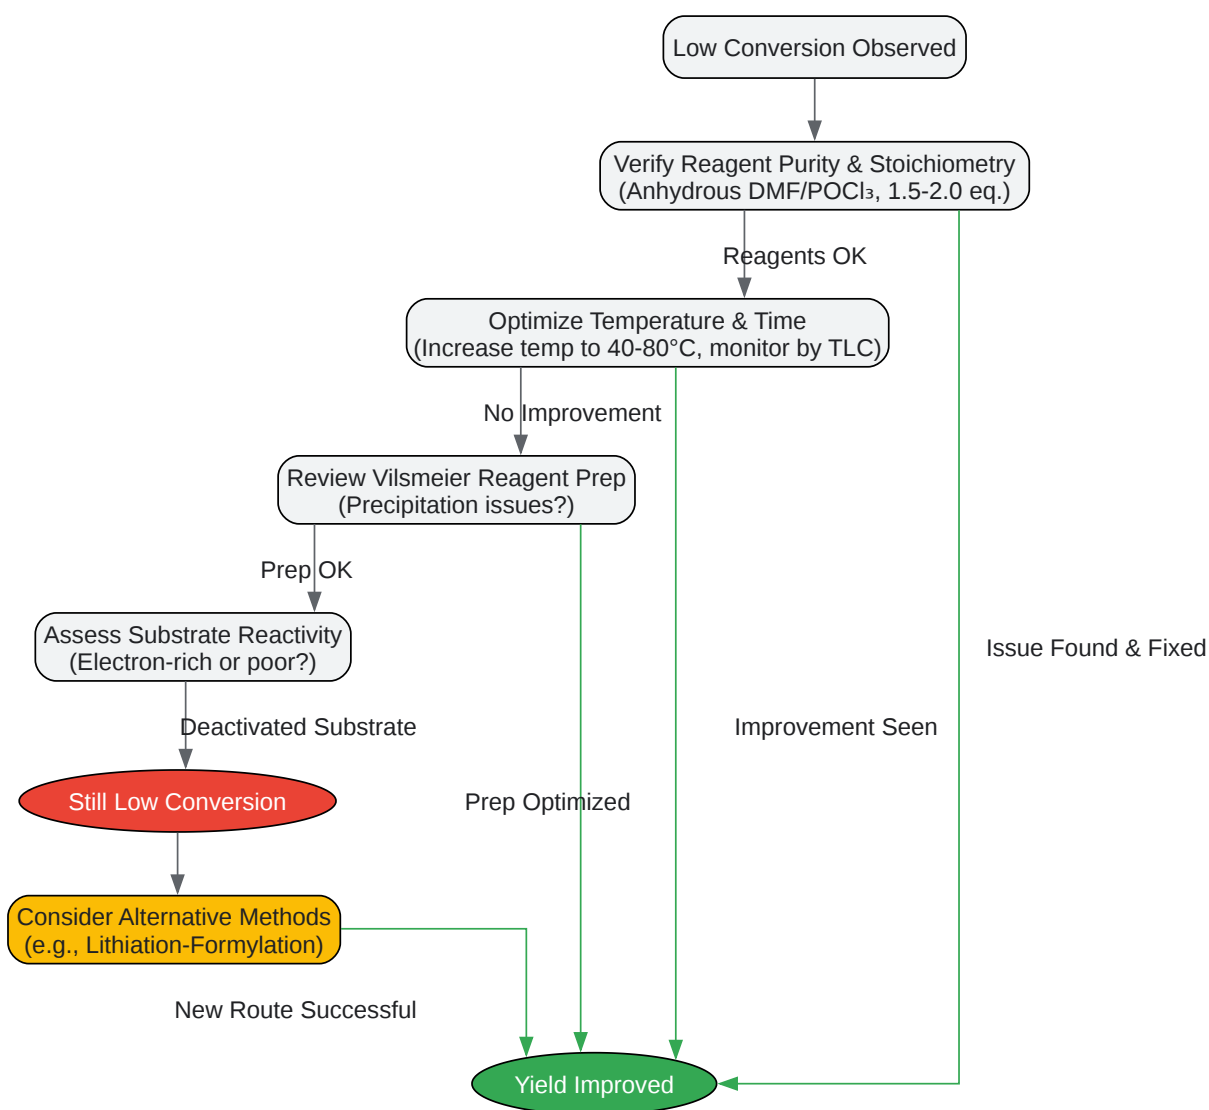 Low Conversion Observed
Verify Reagent Purity & Stoichiometry
(Anhydrous DMF/POCl₃, 1.5-2.0 eq.)
Reagents OK
Optimize Temperature & Time
(Increase temp to 40-80°C, monitor by TLC)
No Improvement
Review Vilsmeier Reagent Prep
(Precipitation issues?)
Prep OK
Assess Substrate Reactivity
(Electron-rich or poor?)
Issue Found & Fixed
Deactivated Substrate
Improvement Seen
Still Low Conversion
Prep Optimized
Consider Alternative Methods
(e.g., Lithiation-Formylation)
New Route Successful
Yield Improved